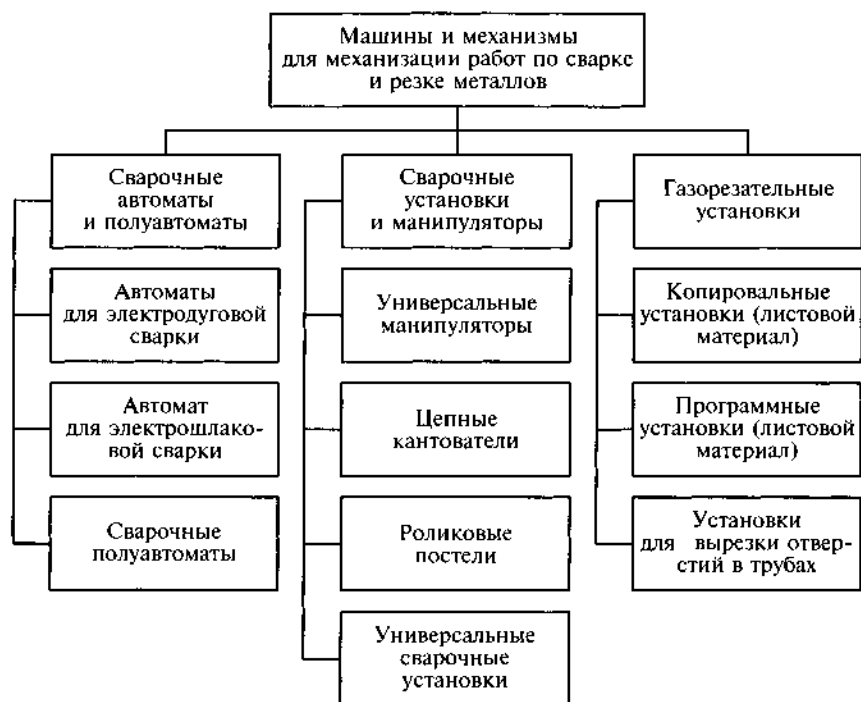 Машины и механизмы
для механизации работ по сварке
и резке металлов
Сварочные
автоматы
и полуавтоматы
Автоматы
для электродуговой
сварки
Автомат
для электрошлако-
вой сварки
Сварочные
полуавтоматы
Сварочные
установки
и манипуляторы
Универсальные
манипуляторы
Цепные
кантователи
Роликовые
постели
Универсальные
сварочные
установки
Газорезательные
установки
Копировальные
установки (листовой
материал)
Программные
установки (листовой
материал)
Установки
для вырезки отвер-
стий в трубах